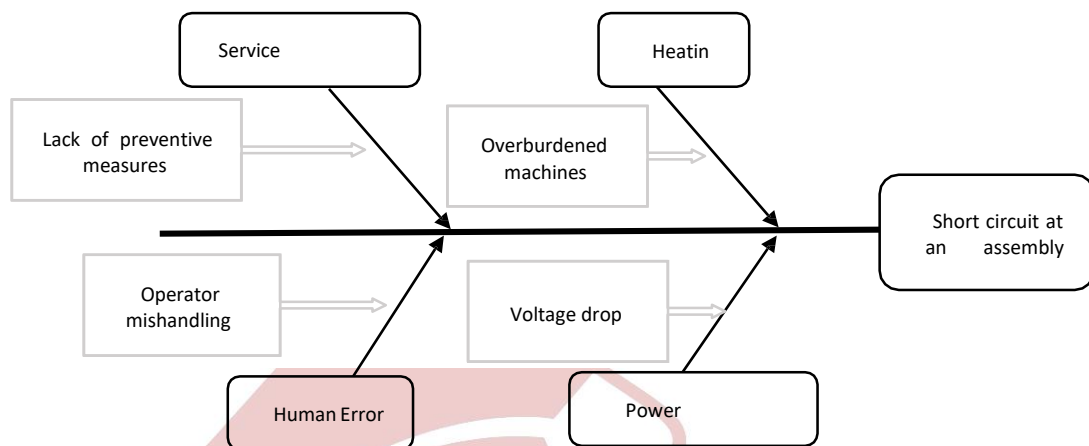 Service
Heatin
Lack of preventive
measures
Overburdened
machines
Short circuit at
an assembly
Operator
mishandling
Voltage drop
Human Error
Power